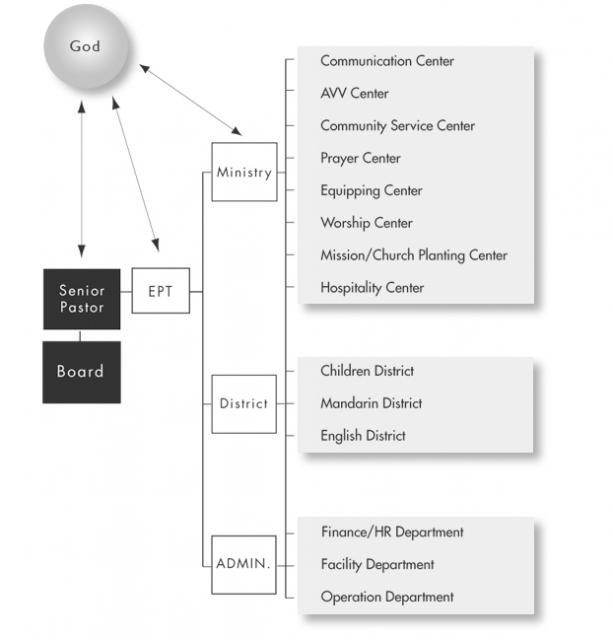 God
Communication Center
AVV Center
Community Service Center
Prayer Center
Equipping Center
Worship Center
Mission/Church Planting Center
Hospitality Center
Ministry
Senior
Pastor
EPT
Board
Children District
Mandarin District
English District
District
Finance/HR Department
Facility Department
Operation Department
ADMIN.